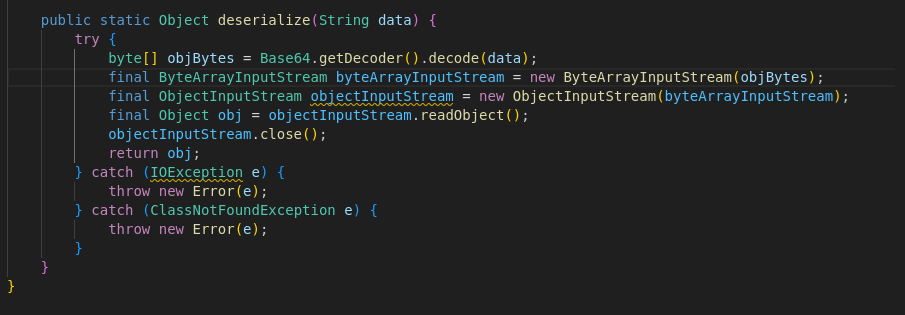 public static Object deserialize(String data) {
try {
byte[] objBytes = Base64.getDecoder().decode(data);
final ByteArrayInputStream byteArrayInputStream = new ByteArrayInputStream(objBytes);
final ObjectInputStream objectInputStream = new ObjectInputStream(byteArrayInputStream);
final Object obj = objectInputStream.readObject();
objectInputStream.close();
return obj;
} catch (IOException e) {
throw new Error(e);
} catch (ClassNotFoundException e) {
throw new Error(e);
}
}
}